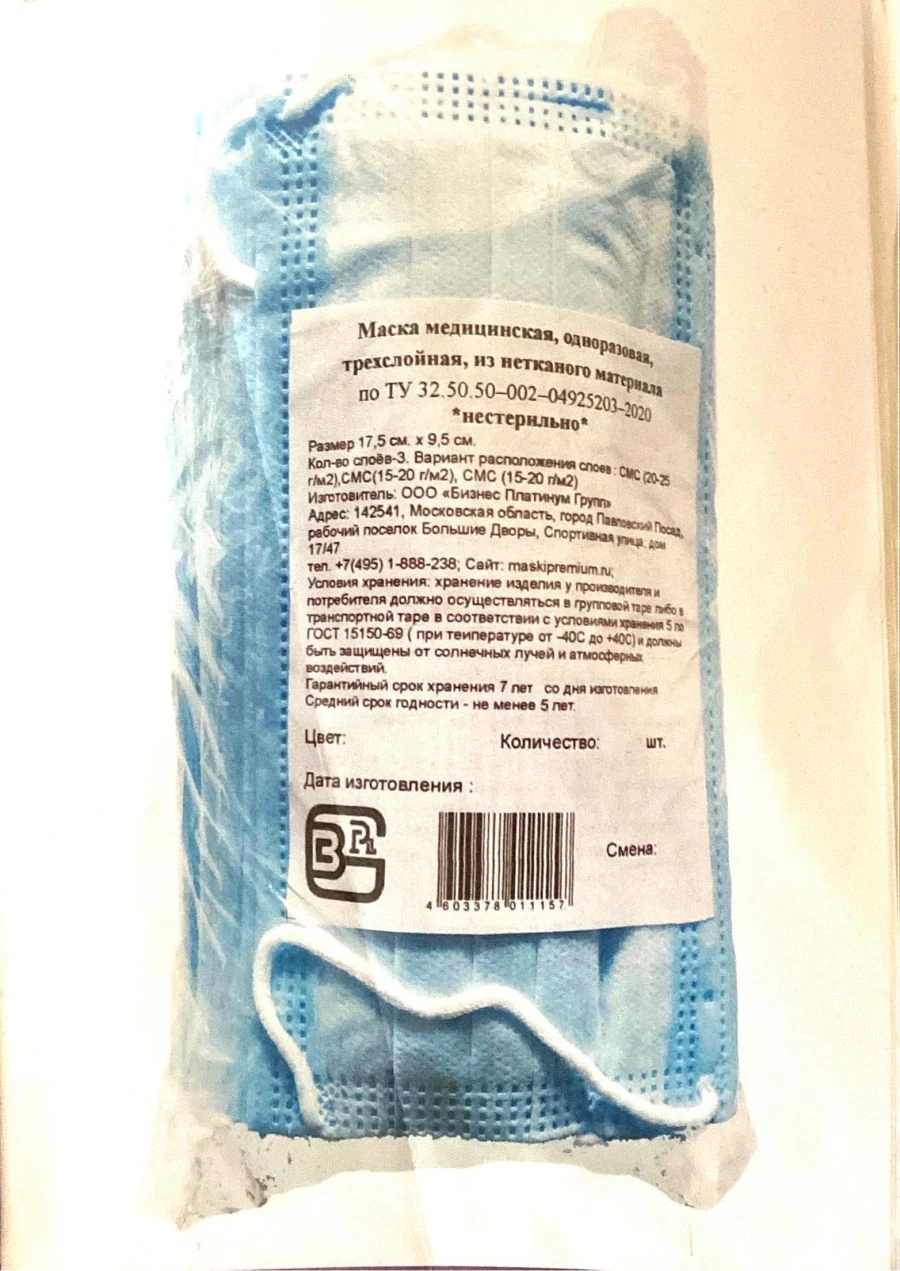 Маска медицинская, одноразовая,
трехслойная, из нетканого материала
по ТУ 32.50.50–002–04925203–2020
*нестерильно*
Размер 17,5 см. х 9,5 см.
Кол-во слоёв-3. Вариант расположения слоев : СМС (20-25
г/м2),СМС(15-20 г/м2), СМС (15-20 г/м2)
Изготовитель: ООО «Бизнес Платинум Групп»
Адрес: 142541, Московская область, город Павловский Посад,
рабочий поселок Большие Дворы, Спортивная улица, дом
17/47
тел. +7(495) 1-888-238; Сайт: maskipremium.ru;
Условия хранения: хранение изделия у производителя и
потребителя должно осуществляться в групповой таре либо в
транспортной таре в соответствии с условиями хранения 5 по
ГОСТ 15150-69 ( при теипературе от -40С до +40С) и должны
быть защищены от солнечных лучей и атмосферных
воздействий.
Гарантийный срок хранения 7 лет со дня изготовления
Средний срок годности - не менее 5 лет.
Цвет: Количество: шт.
Дата изготовления :
Смена:
4 603378 011157